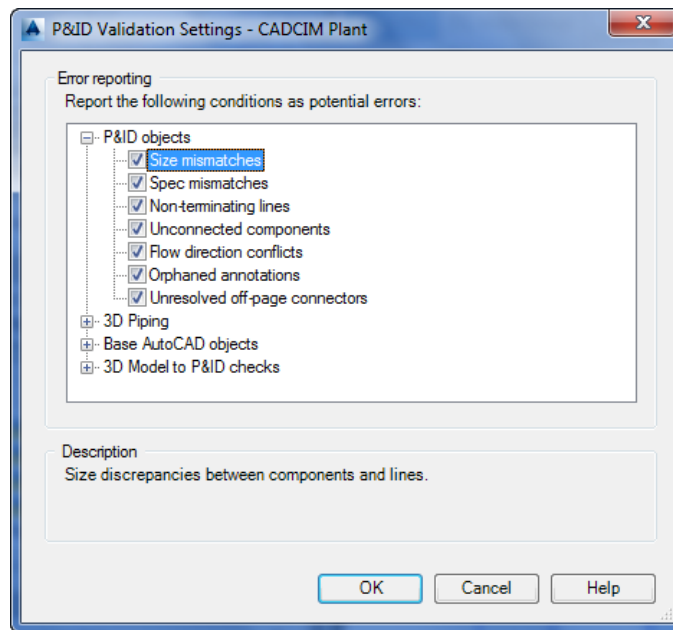 P&ID Validation Settings - CADCIM Plant
Error reporting
Report the following conditions as potential errors:
P&ID objects
Size mismatches
Spec mismatches
Non-terminating lines
Unconnected components
Flow direction conflicts
Orphaned annotations
Unresolved off-page connectors
3D Piping
Base AutoCAD objects
3D Model to P&ID checks
Description
Size discrepancies between components and lines.
OK Cancel Help